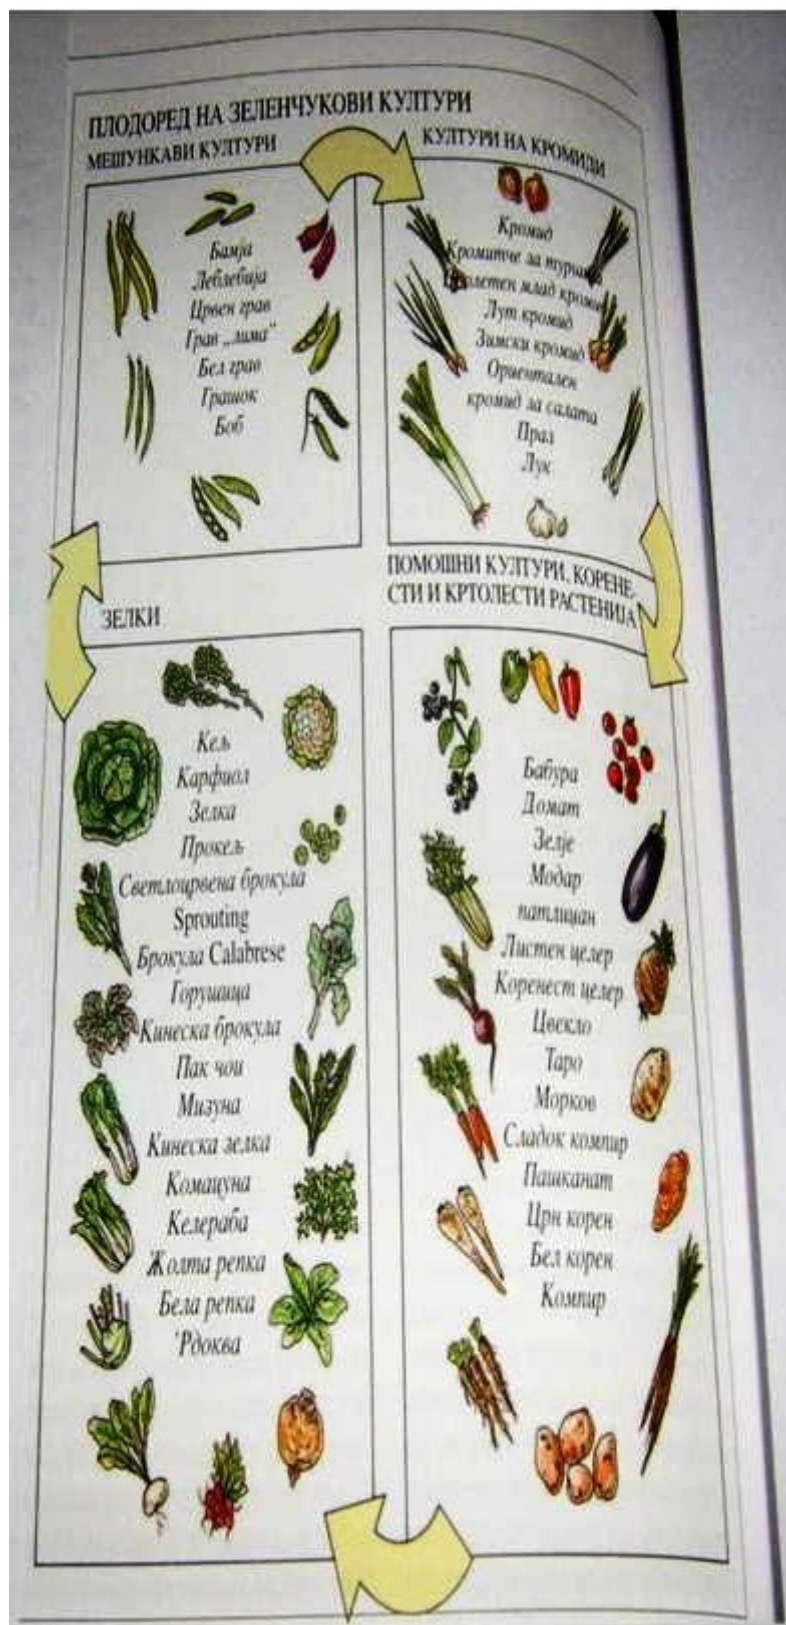 ПЛОДОРЕД НА ЗЕЛЕНЧУКОВИ КУЛТУРИ
МЕШУНКАВИ КУЛТУРИ
Бамја
Леблебија
Црвен грав
Грав „лима“
Бел грав
Грашок
Боб
КУЛТУРИ НА КРОМИДИ
Кромид
Кромитче за
млад
Лут кромид
Зимски кромид
Ориентален
кромид за салата
Праз
Лук
ПОМОШНИ КУЛТУРИ, КОРЕНЕ-
СТИ И КРТОЛЕСТИ РАСТЕНИЈА
Бабура
Домат
Зелје
Модар
патлиџан
Листен целер
Коренест целер
Цвекло
Таро
Морков
Сладок компир
Пашканат
Црн корен
Бел корен
Компир
ЗЕЛКИ
Кељ
Карфиол
Зелка
Прокељ
Светлоцрвена брокула
Sprouting
Брокула Calabrese
Горушица
Кинеска брокула
Пак чои
Мизуна
Кинеска зелка
Комацуна
Келераба
Жолта репка
Бела репка
'Рдоква